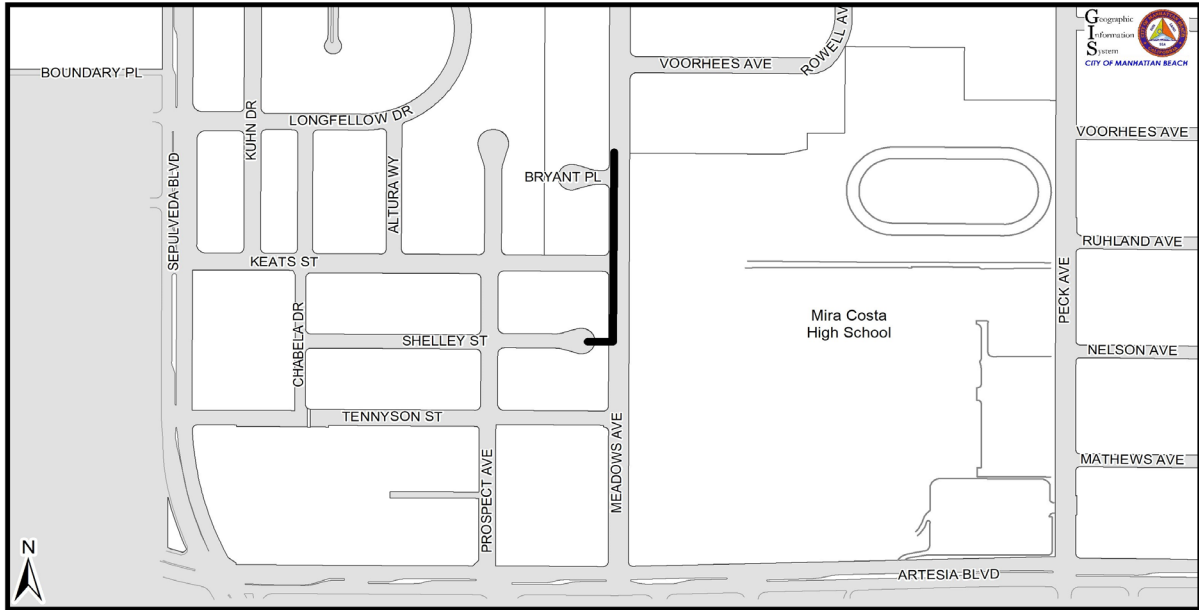 Geographic
Information
System
CITY OF MANHATTAN BEACH
BOUNDARY PL
VOORHEES AVE
ROWELL AV
LONGFELLOW DR
KUHN DR
VOORHEES AVE
SEPULVEDA BLVD
ALTURA WY
BRYANT PL
RUHLAND AVE
KEATS ST
PECK AVE
Mira Costa
High School
CHABELA DR
SHELLEY ST
NELSON AVE
TENNYSON ST
MEADOWS AVE
PROSPECT AVE
MATHEWS AVE
N
ARTESIA BLVD